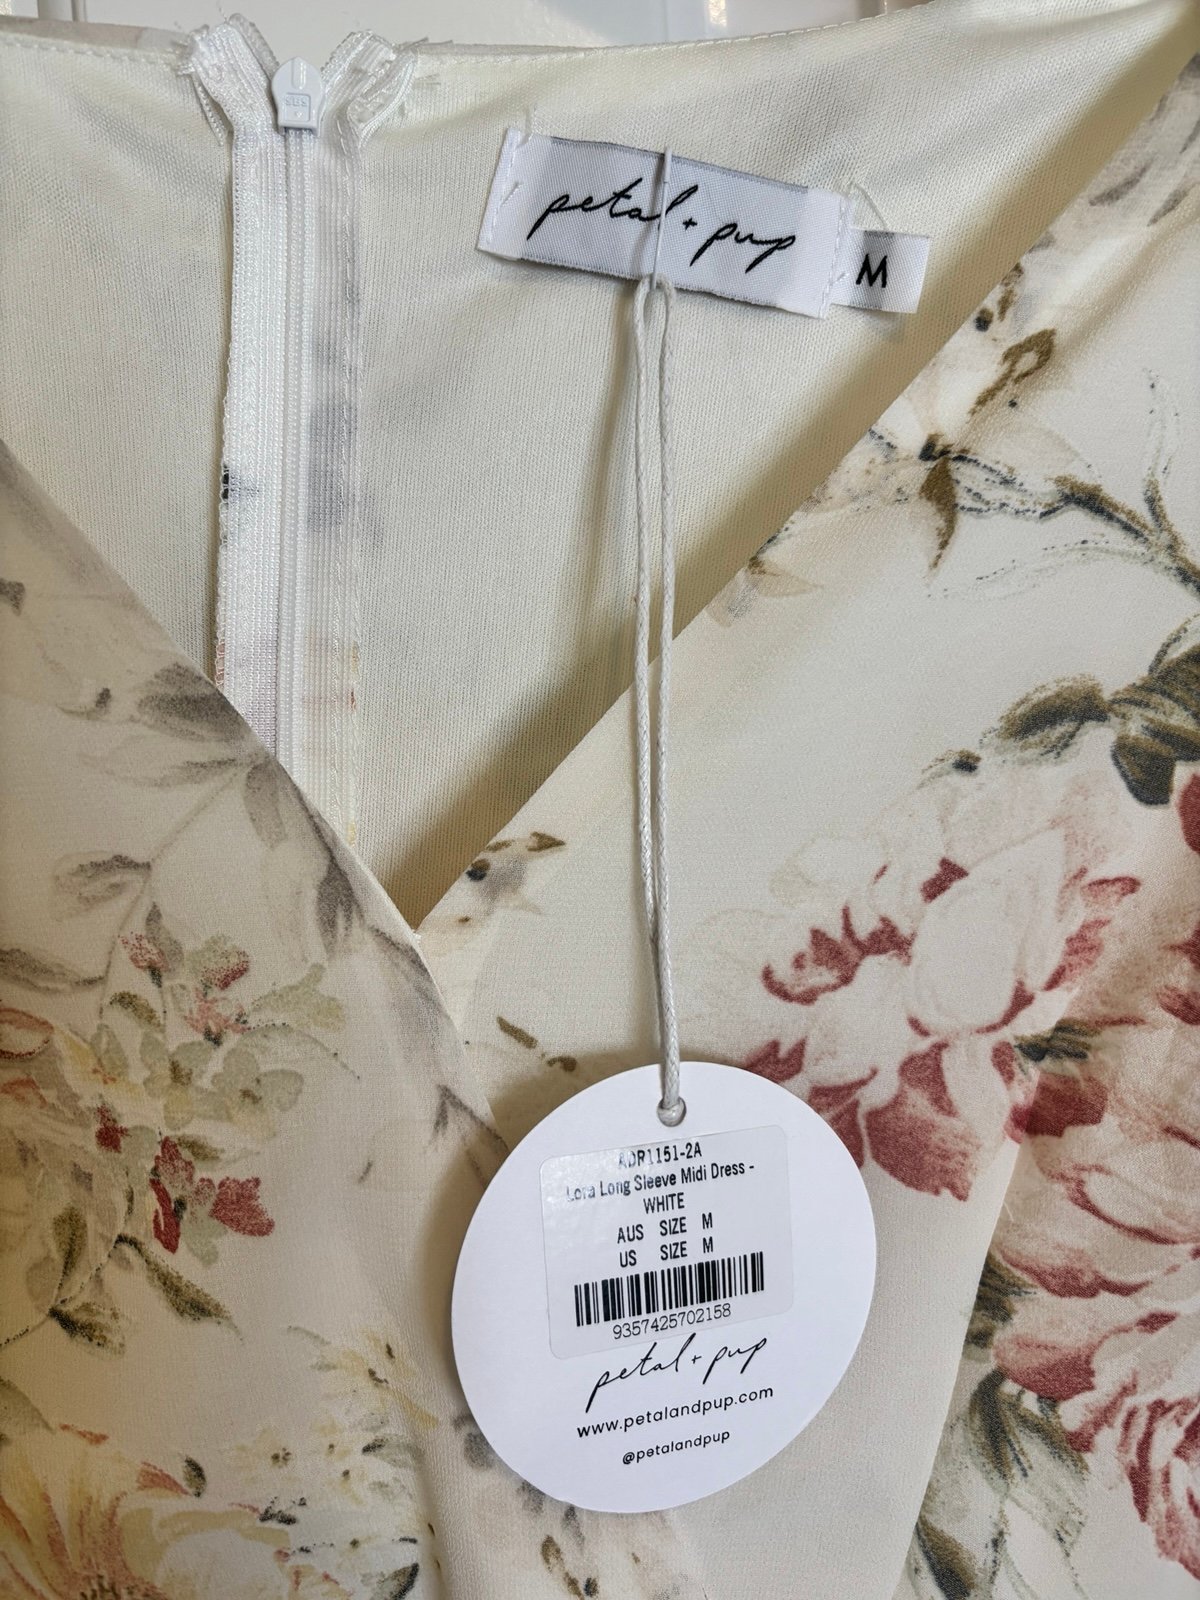 petal + pup
M
ADR1151-2A
Lora Long Sleeve Midi Dress -
WHITE
AUS SIZE M
US SIZE M
9357425702158
petal + pup
www.petalandpup.com
@petalandpup